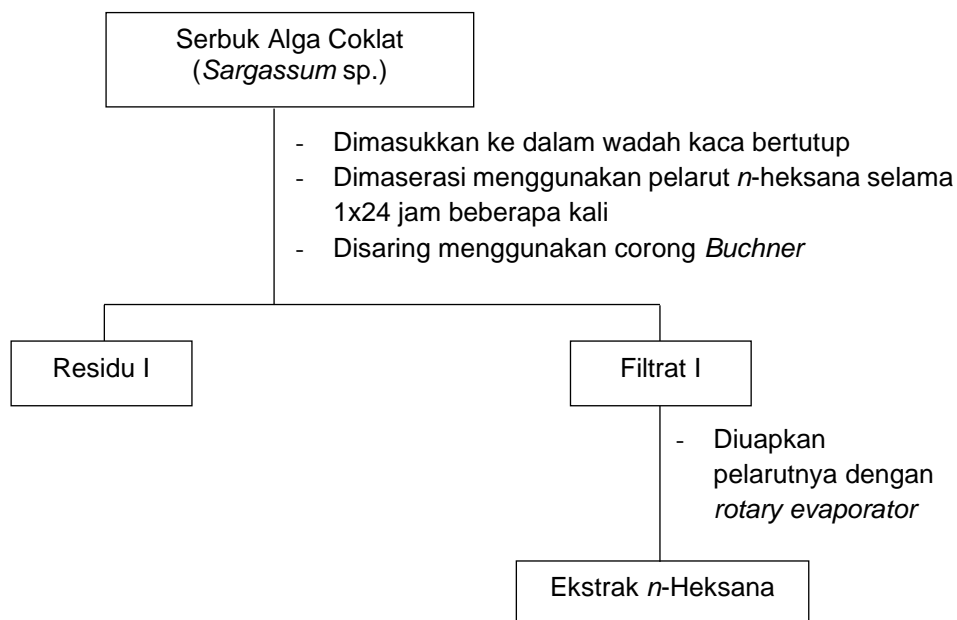 Serbuk Alga Coklat
(Sargassum sp.)
- Dimasukkan ke dalam wadah kaca bertutup
- Dimaserasi menggunakan pelarut n-heksana selama
1x24 jam beberapa kali
- Disaring menggunakan corong Buchner
Residu I
Filtrat I
- Diuapkan
pelarutnya dengan
rotary evaporator
Ekstrak n-Heksana